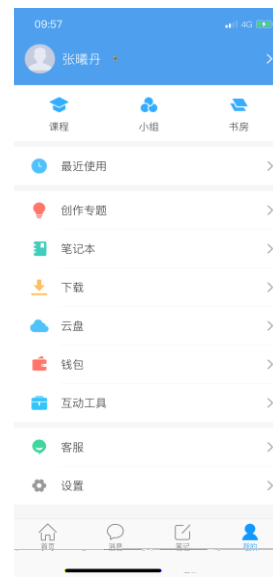 09:57 4G
张曦丹
课程 小组 书房
最近使用
创作专题
笔记本
下载
云盘
钱包
互动工具
客服
设置
首页 消息 笔记 我的